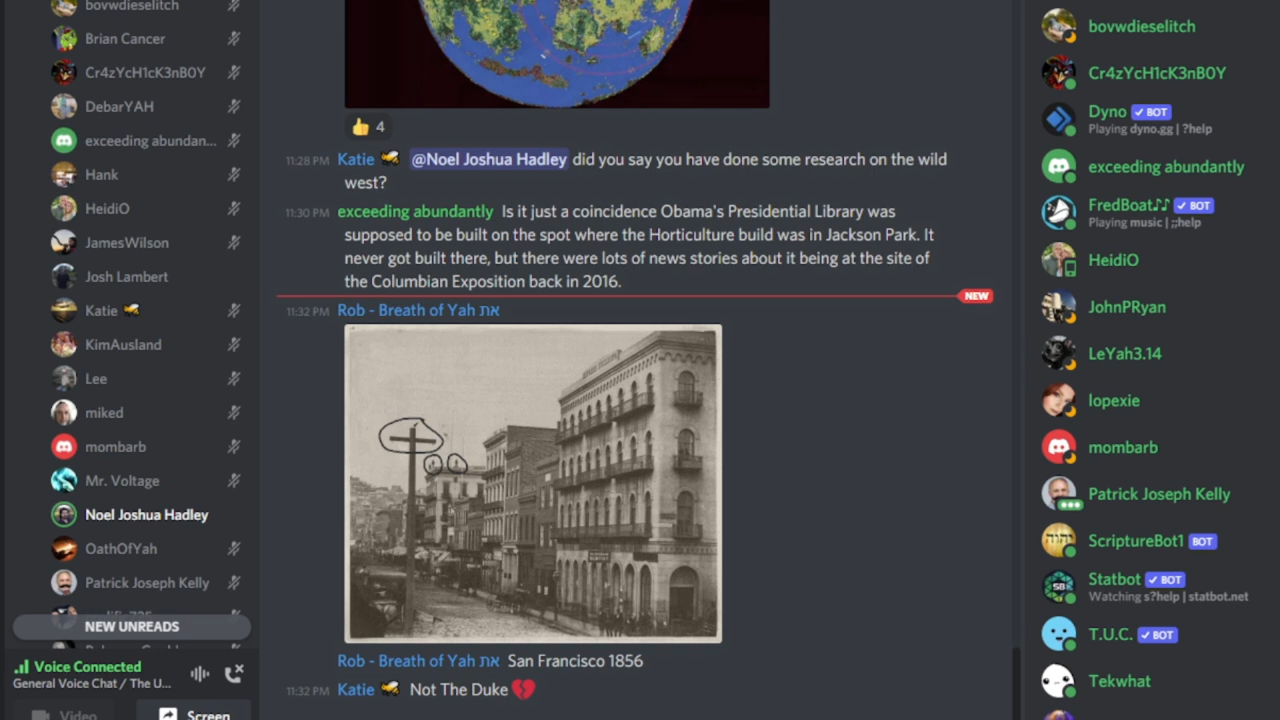 bovwdieselitch
Brian Cancer
Cr4zYcH1cK3nB0Y
DebarYAH
exceeding abundan...
Hank
HeidiO
JamesWilson
Josh Lambert
Katie
KimAusland
Lee
miked
mombarb
Mr. Voltage
Noel Joshua Hadley
OathOfYah
Patrick Joseph Kelly
NEW UNREADS
Voice Connected
General Voice Chat / The U...
Video
Screen
4
11:28 PM Katie 🐝 @Noel Joshua Hadley did you say you have done some research on the wild
west?
11:30 PM exceeding abundantly Is it just a coincidence Obama's Presidential Library was
supposed to be built on the spot where the Horticulture build was in Jackson Park. It
never got built there, but there were lots of news stories about it being at the site of
the Columbian Exposition back in 2016.
NEW
11:32 PM Rob - Breath of Yah את
Rob - Breath of Yah את San Francisco 1856
11:32 PM Katie 🐝 Not The Duke 💔
bovwdieselitch
Cr4zYcH1cK3nB0Y
Dyno ✓ BOT
Playing dyno.gg | ?help
exceeding abundantly
FredBoat♪♪ ✓ BOT
Playing music | ;;help
HeidiO
JohnPRyan
LeYah3.14
lopexie
mombarb
Patrick Joseph Kelly
ScriptureBot1 BOT
Statbot ✓ BOT
Watching s?help | statbot.net
T.U.C. ✓ BOT
Tekwhat